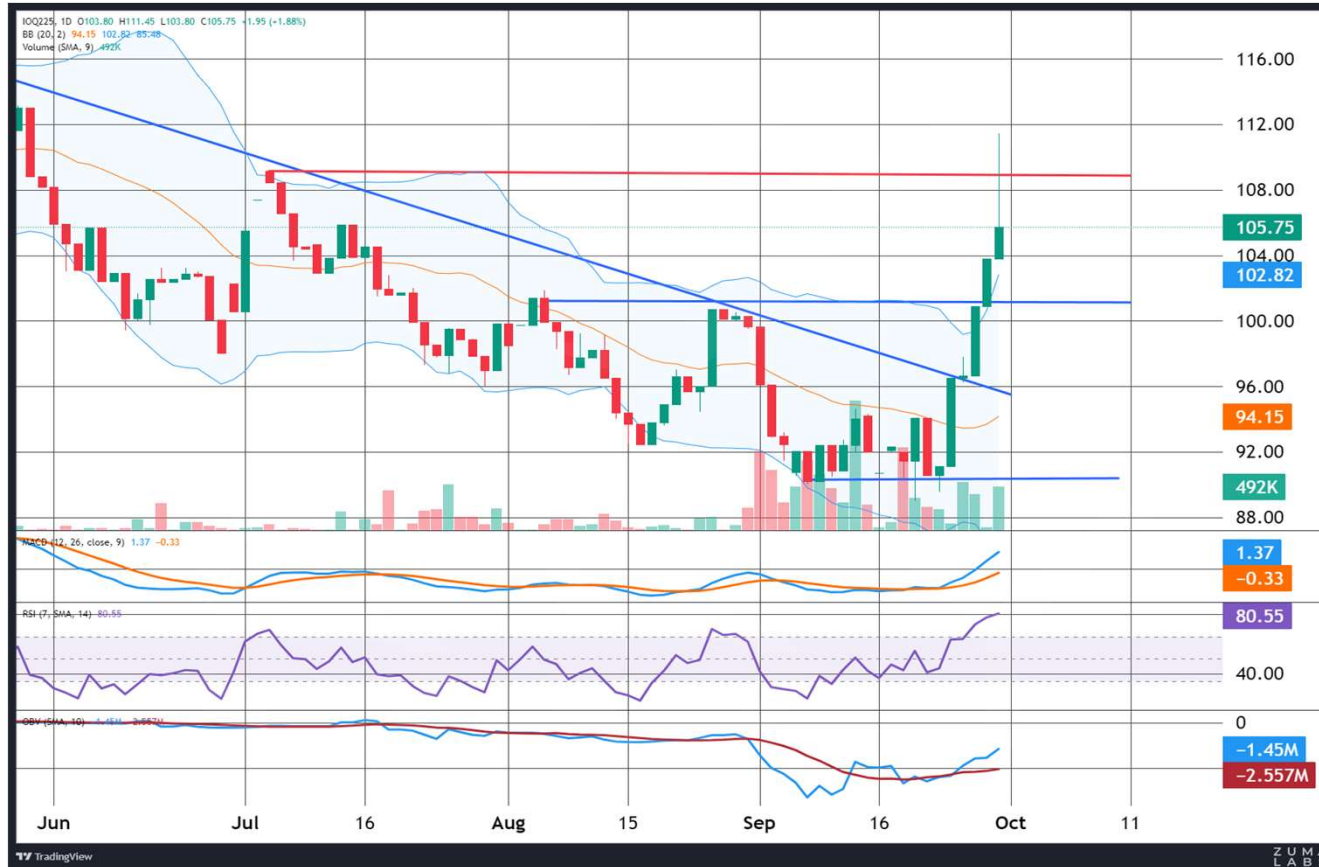 IOQ225, 1D O103.80 H111.45 L103.80 C105.75 +1.95 (+1.88%)
BB (20, 2) 94.15 102.82 85.48
Volume (SMA, 9) 492K
116.00
112.00
108.00
105.75
104.00
102.82
100.00
96.00
94.15
92.00
492K
88.00
MACD (12, 26, close, 9) 1.37 −0.33
1.37
−0.33
RSI (7, SMA, 14) 80.55
80.55
40.00
OBV (SMA, 10) −1.45M −2.557M
0
−1.45M
−2.557M
Jun Jul 16 Aug 15 Sep 16 Oct 11
TradingView
ZUM
LAB